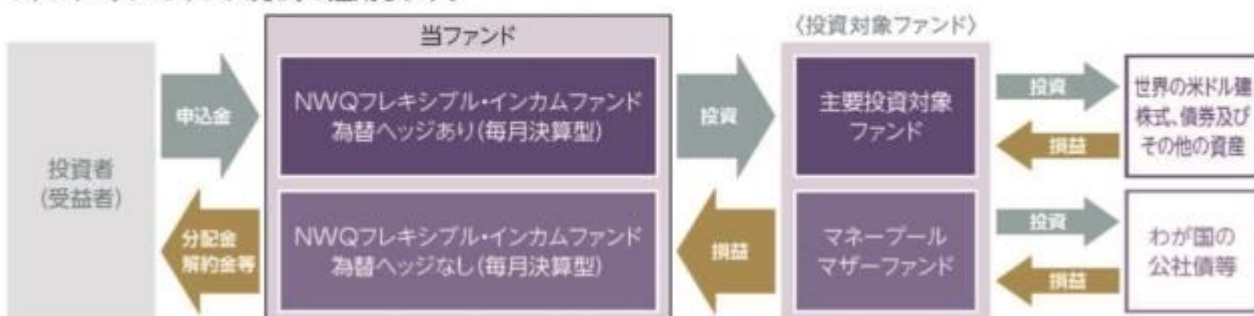 当ファンド
〈投資対象ファンド〉
投資者
(受益者)
申込金
分配金
解約金等
NWQフレキシブル・インカムファンド
為替ヘッジあり(毎月決算型)
NWQフレキシブル・インカムファンド
為替ヘッジなし(毎月決算型)
投資
損益
主要投資対象
ファンド
マネープール
マザーファンド
投資
損益
投資
損益
世界の米ドル建
株式、債券及び
その他の資産
わが国の
公社債等